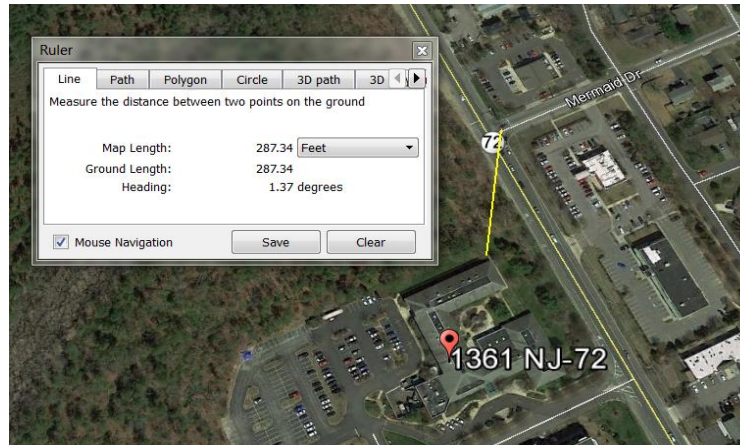 Ruler
Line Path Polygon Circle 3D path 3D
Measure the distance between two points on the ground
Map Length: 287.34 Feet
Ground Length: 287.34
Heading: 1.37 degrees
Mouse Navigation Save Clear
Mermaid Dr
72
1361 NJ-72